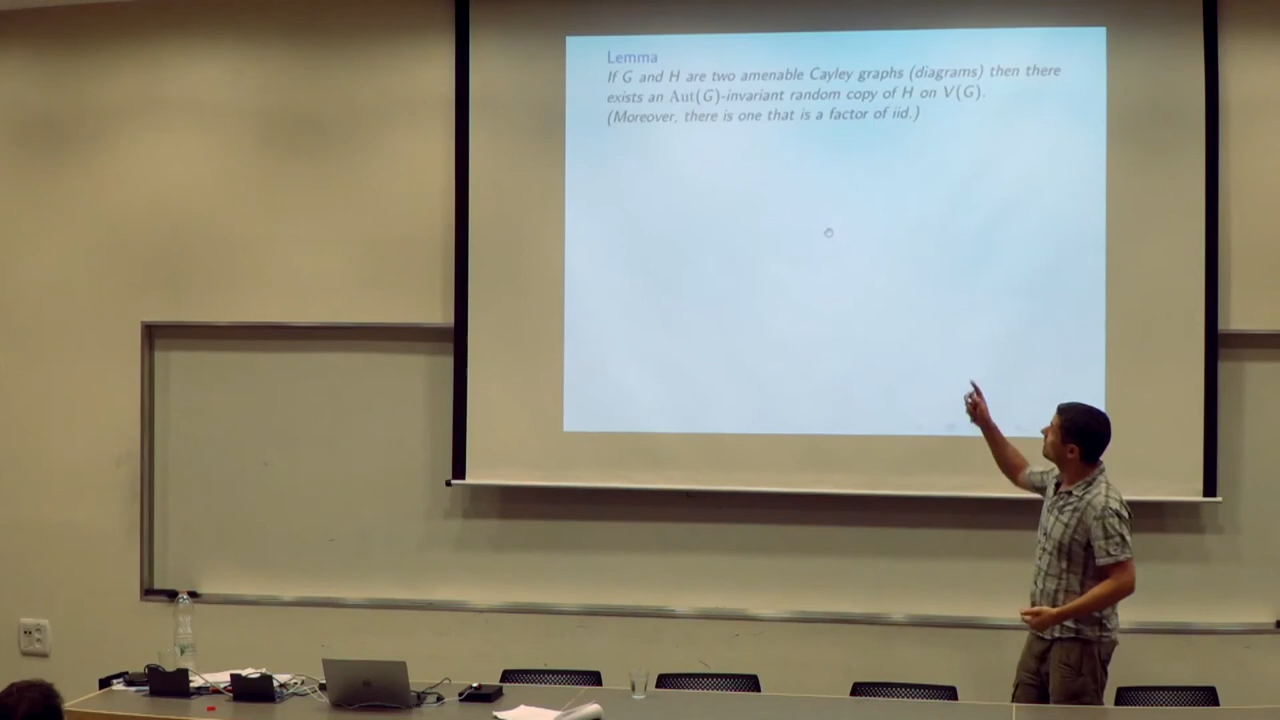 Lemma
If G and H are two amenable Cayley graphs (diagrams) then there
exists an Aut(G)-invariant random copy of H on V(G).
(Moreover, there is one that is a factor of iid.)